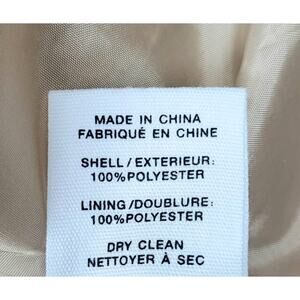 MADE IN CHINA
FABRIQUÉ EN CHINE
SHELL/EXTERIEUR:
100%POLYESTER
LINING/DOUBLURE:
100%POLYESTER
DRY CLEAN
NETTOYER À SEC